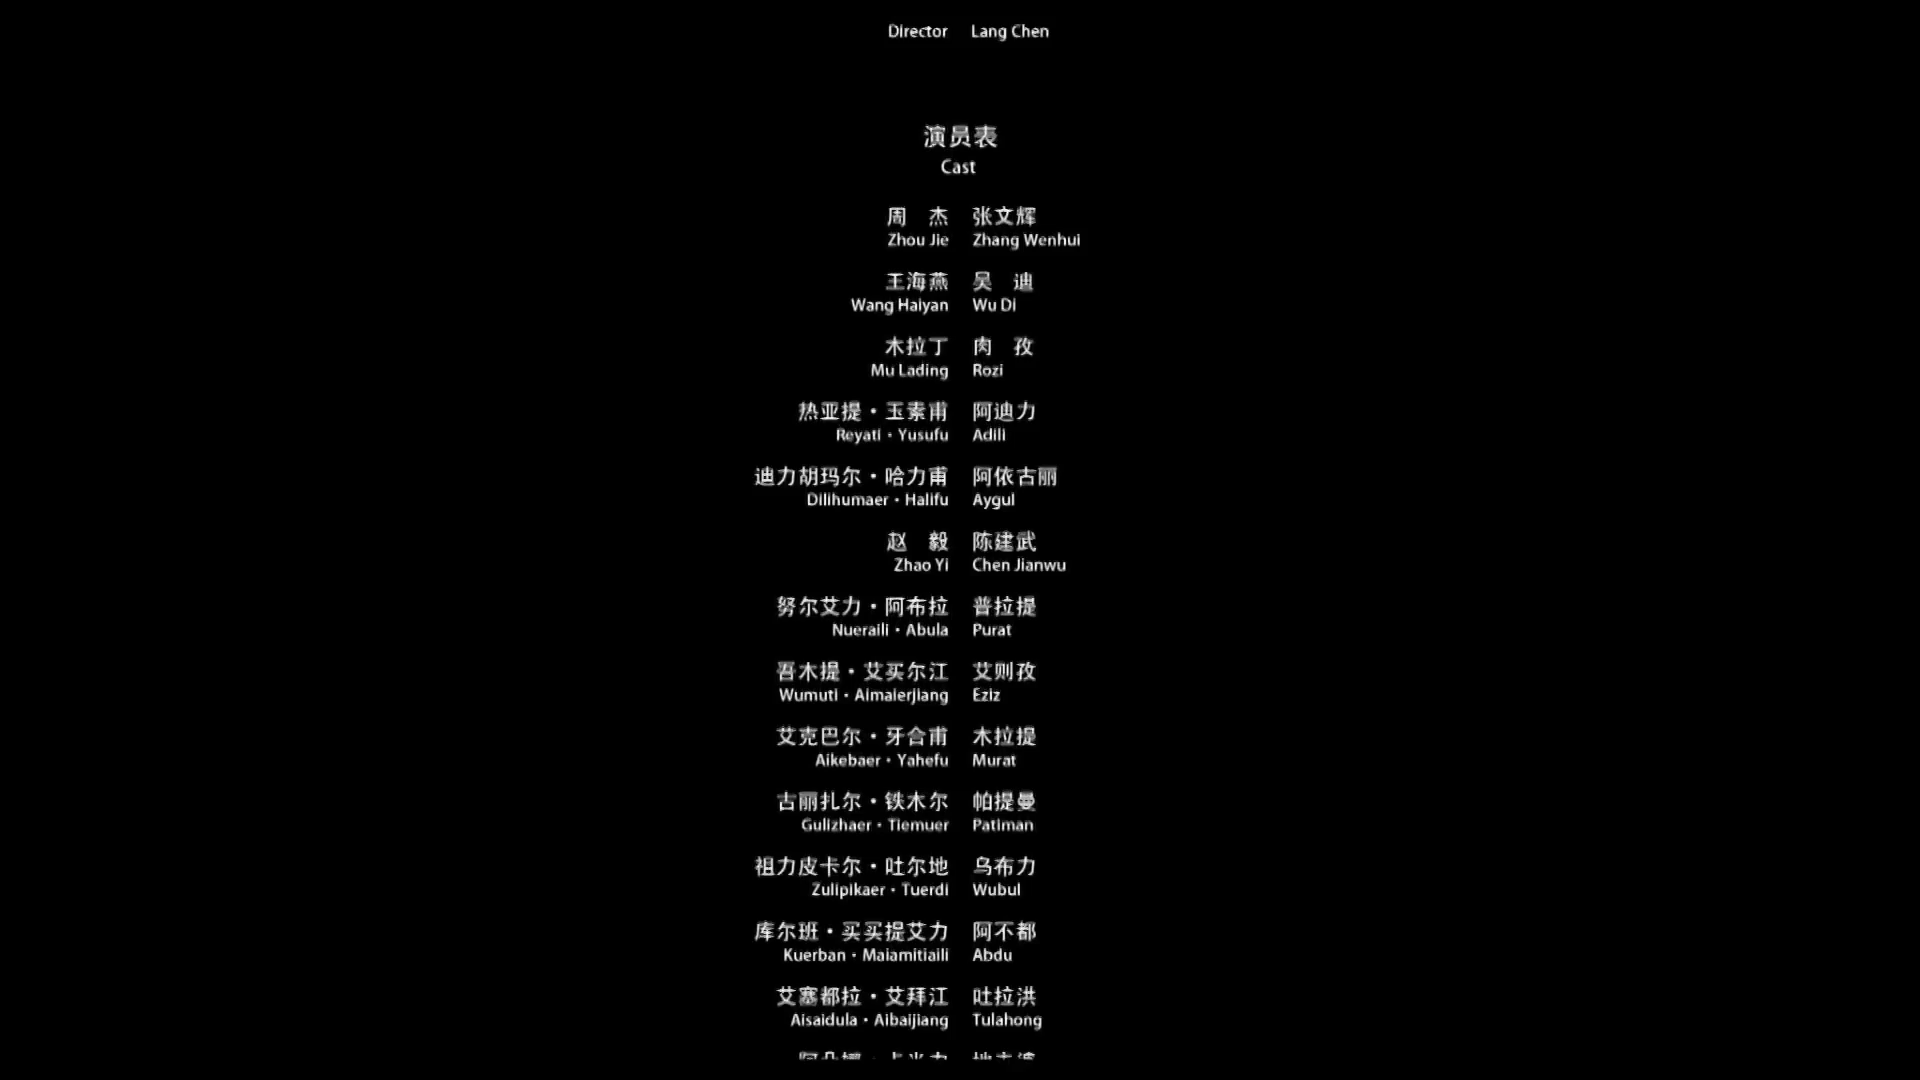 Director Lang Chen
演员表
Cast
周 杰 张文辉
Zhou Jie Zhang Wenhui
王海燕 吴 迪
Wang Haiyan Wu Di
木拉丁 肉 孜
Mu Lading Rozi
热亚提·玉素甫 阿迪力
Reyati·Yusufu Adili
迪力胡玛尔·哈力甫 阿依古丽
Dilihumaer·Halifu Aygul
赵 毅 陈建武
Zhao Yi Chen Jianwu
努尔艾力·阿布拉 普拉提
Nueraili·Abula Purat
吾木提·艾买尔江 艾则孜
Wumuti·Aimaierjiang Eziz
艾克巴尔·牙合甫 木拉提
Aikebaer·Yahefu Murat
古丽扎尔·铁木尔 帕提曼
Gulizhaer·Tiemuer Patiman
祖力皮卡尔·吐尔地 乌布力
Zulipikaer·Tuerdi Wubul
库尔班·买买提艾力 阿不都
Kuerban·Maiamitiaili Abdu
艾塞都拉·艾拜江 吐拉洪
Aisaidula·Aibaijiang Tulahong